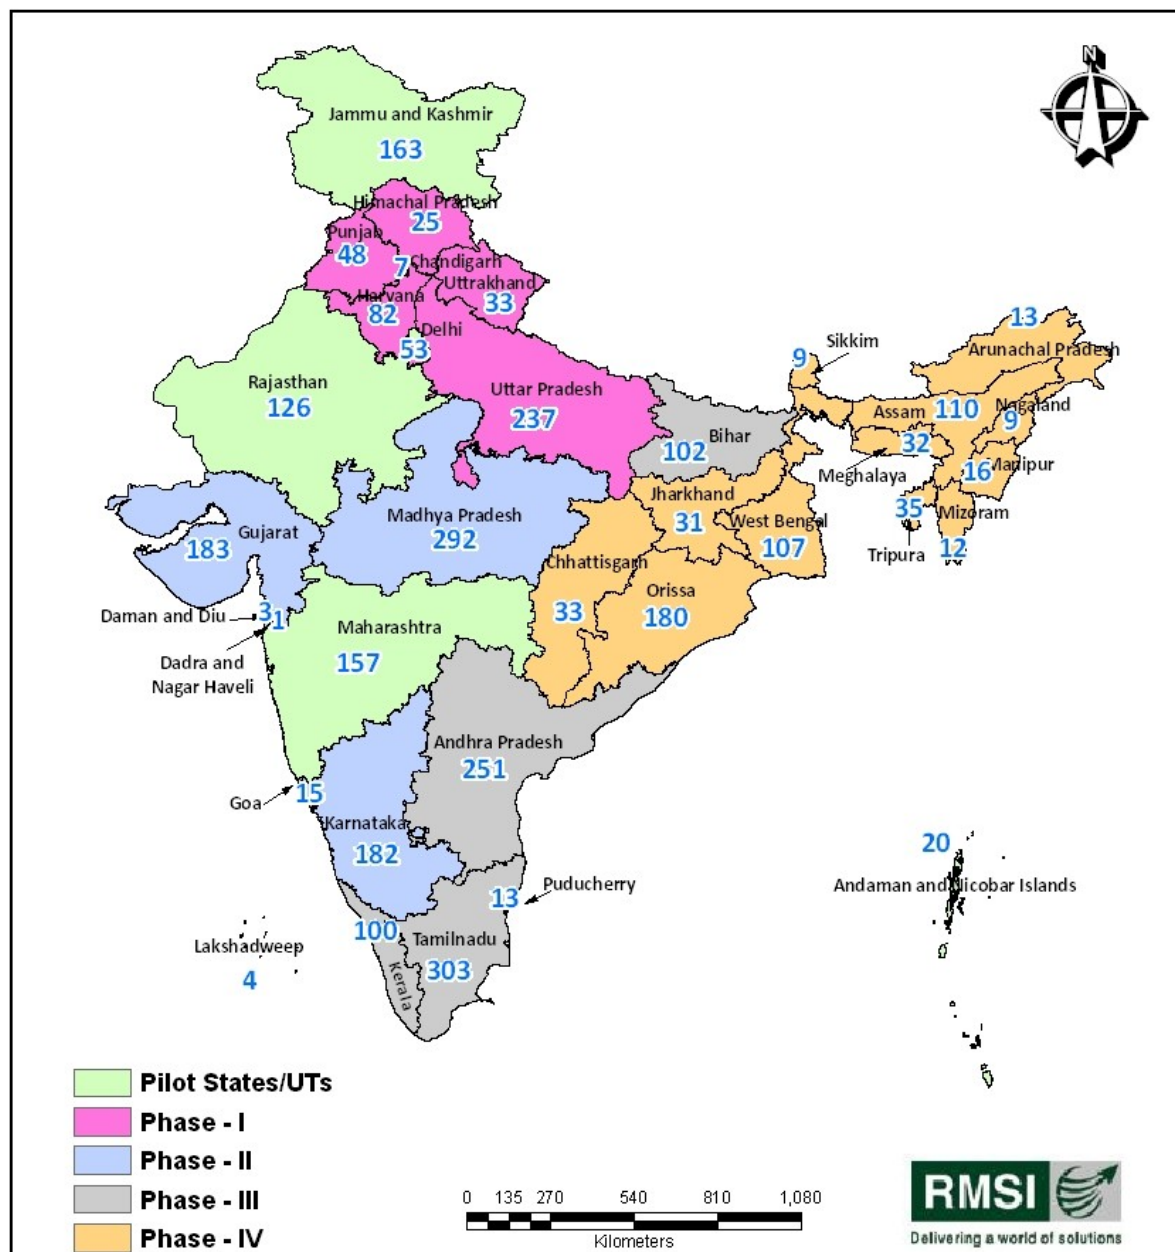 N
Jammu and Kashmir
163
Himachal Pradesh
25
Punjab
48
Chandigarh
7
Uttrakhand
33
Haryana
82
Delhi
53
13
Arunachal Pradesh
Sikkim
9
Rajasthan
126
Uttar Pradesh
237
Bihar
102
Assam
110
Nagaland
9
32
Meghalaya
Manipur
16
Jharkhand
31
West Bengal
107
35
Tripura
Mizoram
12
Gujarat
183
Madhya Pradesh
292
Chhattisgarh
33
Orissa
180
Daman and Diu
3
1
Dadra and
Nagar Haveli
Maharashtra
157
Andhra Pradesh
251
Goa
15
Karnataka
182
20
Andaman and Nicobar Islands
Puducherry
13
100
Kerala
Tamilnadu
303
Lakshadweep
4
Pilot States/UTs
Phase - I
Phase - II
Phase - III
Phase - IV
0 135 270 540 810 1,080
Kilometers
RMSI
Delivering a world of solutions